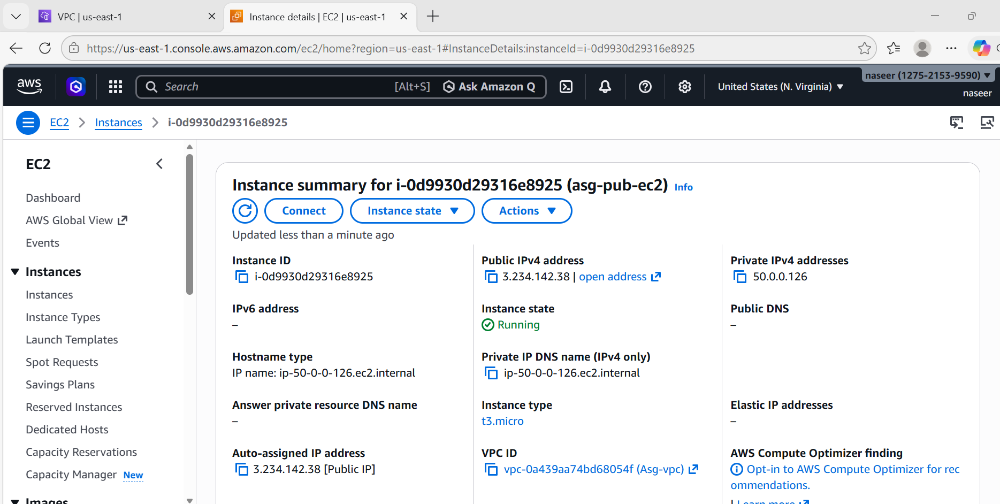 VPC | us-east-1
Instance details | EC2 | us-east-1
https://us-east-1.console.aws.amazon.com/ec2/home?region=us-east-1#InstanceDetails:instanceId=i-0d9930d29316e8925
aws
Search
[Alt+S]
Ask Amazon Q
United States (N. Virginia)
naseer (1275-2153-9590)
naseer
EC2
Instances
i-0d9930d29316e8925
EC2
Dashboard
AWS Global View
Events
Instances
Instances
Instance Types
Launch Templates
Spot Requests
Savings Plans
Reserved Instances
Dedicated Hosts
Capacity Reservations
Capacity Manager New
Images
Instance summary for i-0d9930d29316e8925 (asg-pub-ec2) Info
Connect
Instance state
Actions
Updated less than a minute ago
Instance ID
i-0d9930d29316e8925
Public IPv4 address
3.234.142.38 | open address
Private IPv4 addresses
50.0.0.126
IPv6 address
–
Instance state
Running
Public DNS
–
Hostname type
IP name: ip-50-0-0-126.ec2.internal
Private IP DNS name (IPv4 only)
ip-50-0-0-126.ec2.internal
Answer private resource DNS name
–
Instance type
t3.micro
Elastic IP addresses
–
Auto-assigned IP address
3.234.142.38 [Public IP]
VPC ID
vpc-0a439aa74bd68054f (Asg-vpc)
AWS Compute Optimizer finding
Opt-in to AWS Compute Optimizer for rec
ommendations.
| Learn more